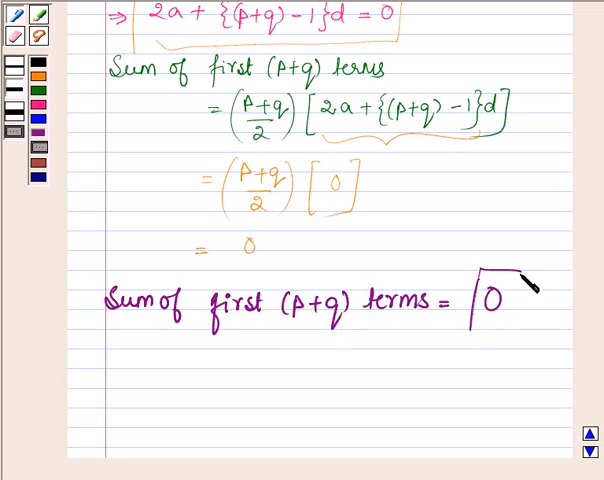 ⇒ 2a + {(p+q) - 1}d = 0
Sum of first (p+q) terms
= (p+q/2) [2a + {(p+q) - 1}d]
= (p+q/2) [0]
= 0
Sum of first (p+q) terms = 0